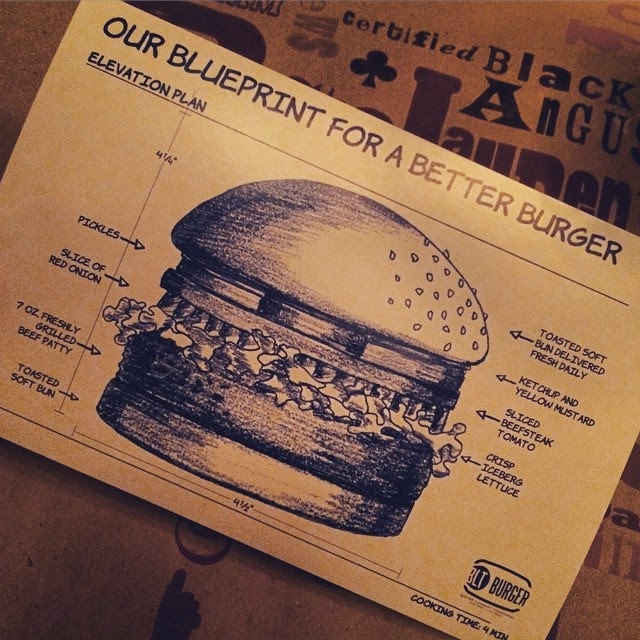 OUR BLUEPRINT FOR A BETTER BURGER
ELEVATION PLAN
4 1/4"
PICKLES
SLICE OF
RED ONION
7 OZ FRESHLY
GRILLED
BEEF PATTY
TOASTED
SOFT BUN
TOASTED SOFT
BUN DELIVERED
FRESH DAILY
KETCHUP AND
YELLOW MUSTARD
SLICED
BEEFSTEAK
TOMATO
CRISP
ICEBERG
LETTUCE
4 1/2"
BLT BURGER
COOKING TIME: 4 MIN
certified Black
ANGUS